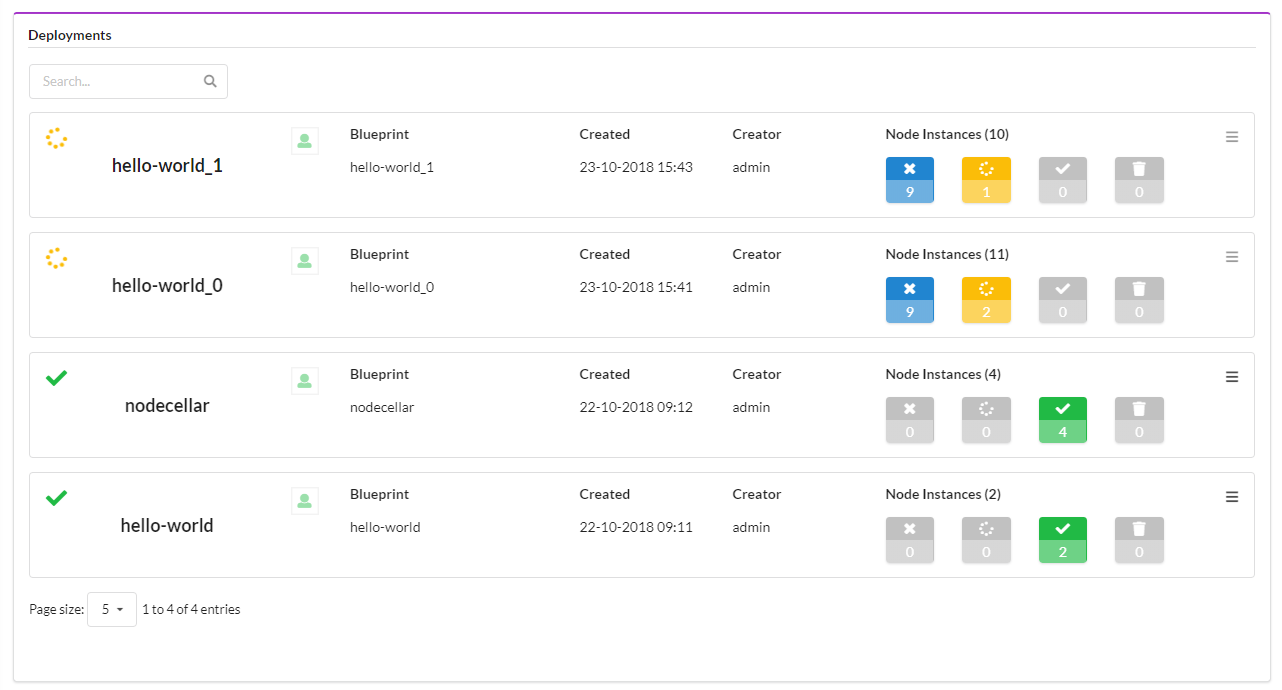 Deployments
Search...
Blueprint Created Creator Node Instances (10)
hello-world_1 hello-world_1 23-10-2018 15:43 admin
9 1 0 0
Blueprint Created Creator Node Instances (11)
hello-world_0 hello-world_0 23-10-2018 15:41 admin
9 2 0 0
Blueprint Created Creator Node Instances (4)
nodecellar nodecellar 22-10-2018 09:12 admin
0 0 4 0
Blueprint Created Creator Node Instances (2)
hello-world hello-world 22-10-2018 09:11 admin
0 0 2 0
Page size: 5 1 to 4 of 4 entries